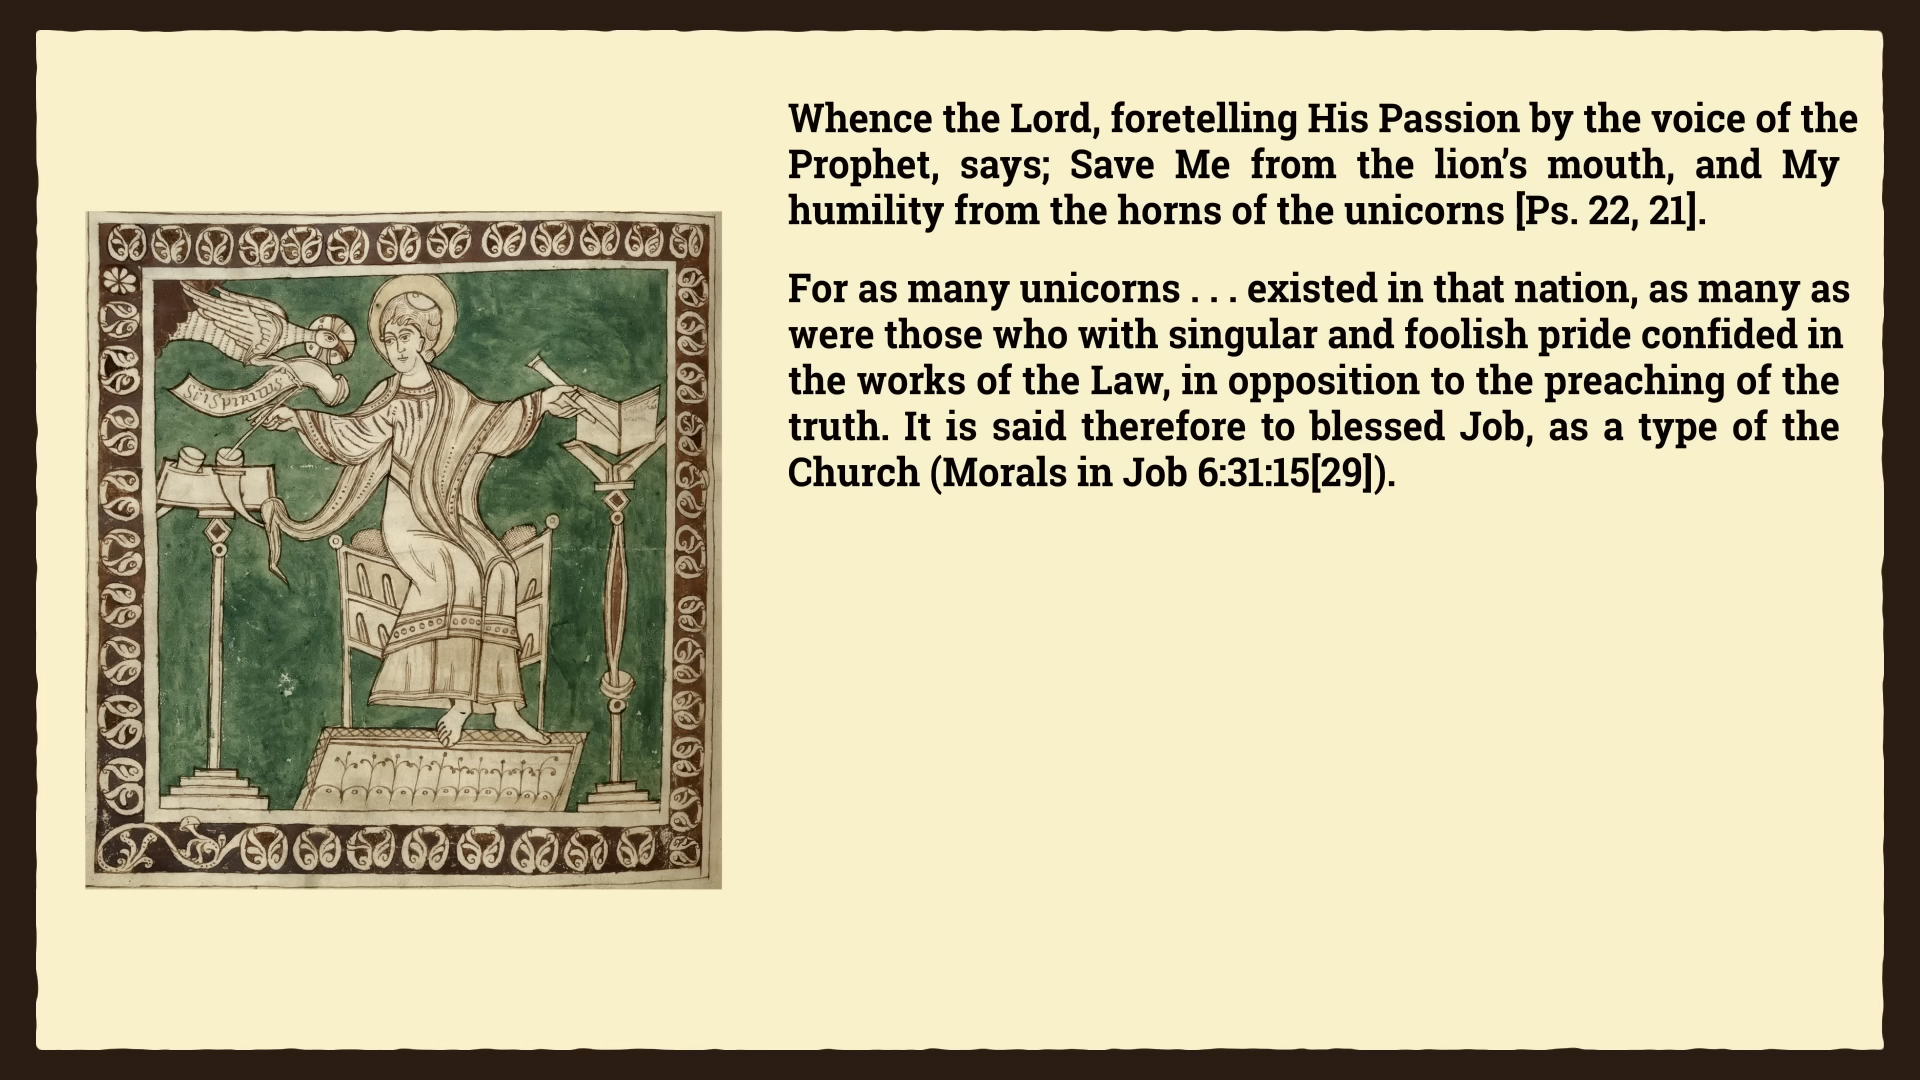 Whence the Lord, foretelling His Passion by the voice of the
Prophet, says; Save Me from the lion’s mouth, and My
humility from the horns of the unicorns [Ps. 22, 21].
For as many unicorns . . . existed in that nation, as many as
were those who with singular and foolish pride confided in
the works of the Law, in opposition to the preaching of the
truth. It is said therefore to blessed Job, as a type of the
Church (Morals in Job 6:31:15[29]).